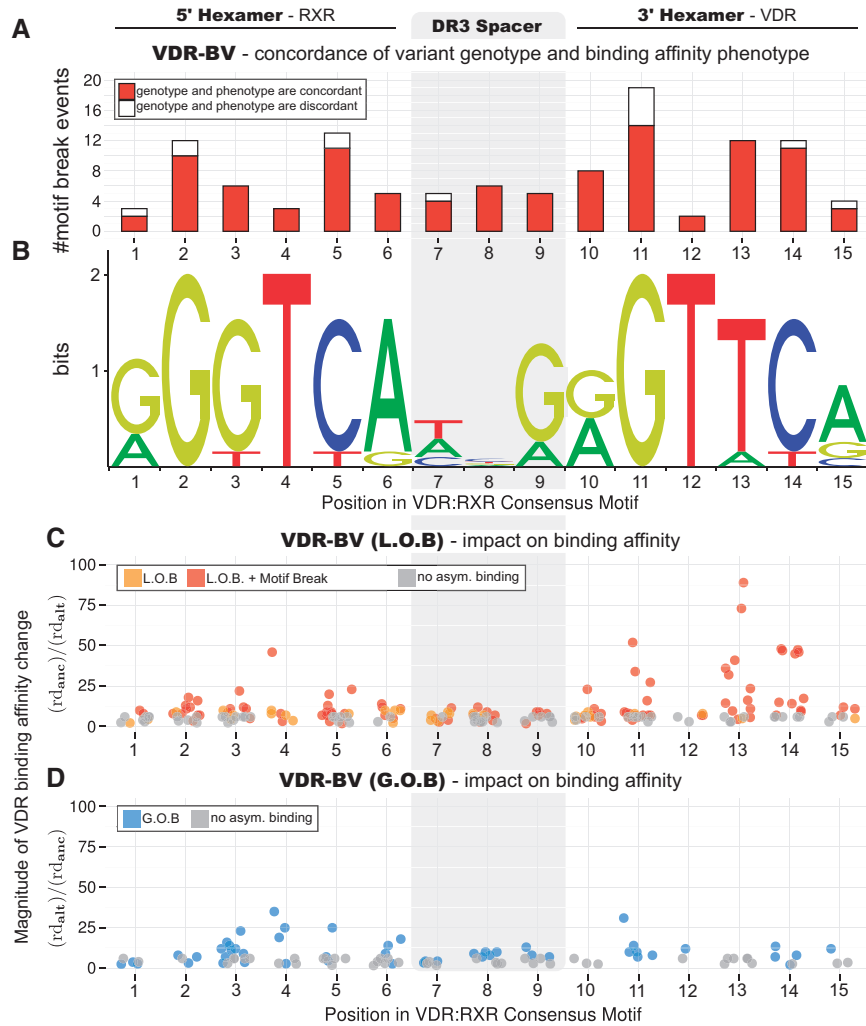 5' Hexamer - RXR
DR3 Spacer
3' Hexamer - VDR
A
VDR-BV - concordance of variant genotype and binding affinity phenotype
genotype and phenotype are concordant
genotype and phenotype are discordant
#motif break events
20
16
12
8
4
0
1 2 3 4 5 6 7 8 9 10 11 12 13 14 15
B
bits
2
1
G G G T C A T G G G T T C A
A T T G A C A A A T G C
1 2 3 4 5 6 7 8 9 10 11 12 13 14 15
Position in VDR:RXR Consensus Motif
C
VDR-BV (L.O.B) - impact on binding affinity
L.O.B
L.O.B. + Motif Break
no asym. binding
Magnitude of VDR binding affinity change
(rd_anc)/(rd_alt)
100
75
50
25
0
1 2 3 4 5 6 7 8 9 10 11 12 13 14 15
D
VDR-BV (G.O.B) - impact on binding affinity
G.O.B
no asym. binding
(rd_alt)/(rd_anc)
100
75
50
25
0
1 2 3 4 5 6 7 8 9 10 11 12 13 14 15
Position in VDR:RXR Consensus Motif